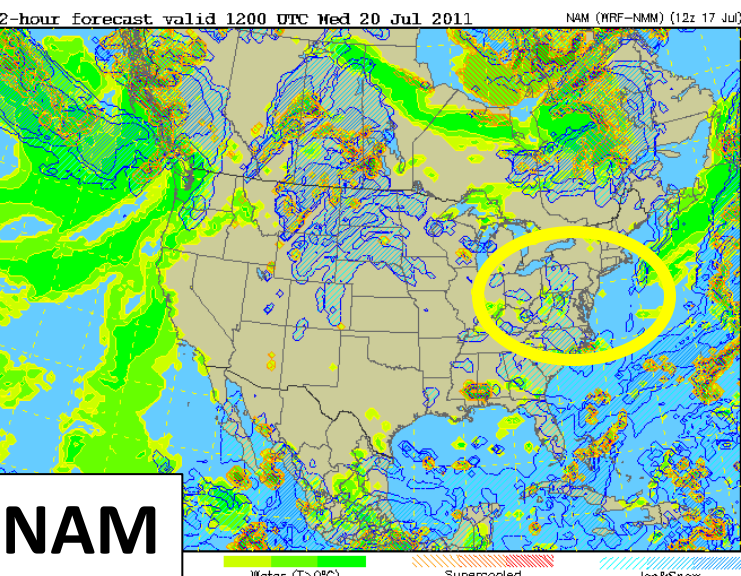 2-hour forecast valid 1200 UTC Wed 20 Jul 2011
NAM (WRF-NMM) (12z 17 Jul)
NAM
Water (T>0°C)
Supercooled
Ice&Snow